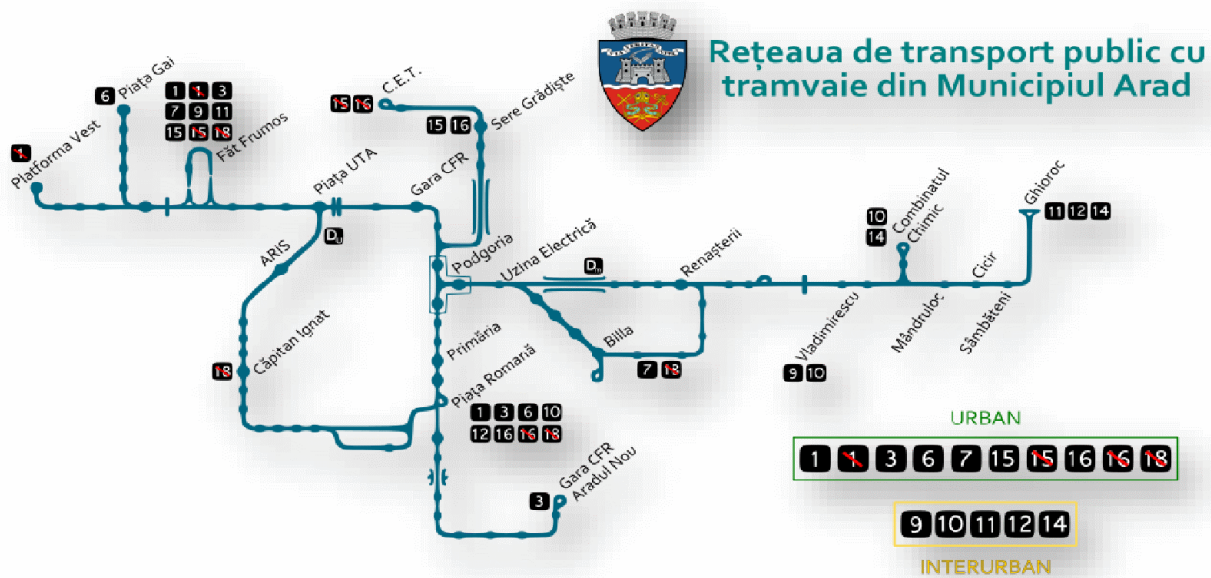 Rețeaua de transport public cu
tramvaie din Municipiul Arad
6
Piața Gai
1 1 3
7 9 11
15 15 18
Făt Frumos
1
Platforma Vest
15 16
C.E.T.
15 16
Sere Grădiște
Piața UTA
Du
Gara CFR
ARIS
Podgoria
Uzina Electrică
Renașterii
10
14
Combinatul
Chimic
Ghioroc
11 12 14
Cicir
Vladimirescu
9 10
Mândruloc
Sâmbăteni
18
Căpitan Ignat
Primăria
Piața Romană
Billa
7 18
1 3 6 10
12 16 16 18
3
Gara CFR
Aradul Nou
URBAN
1 1 3 6 7 15 15 16 16 18
9 10 11 12 14
INTERURBAN